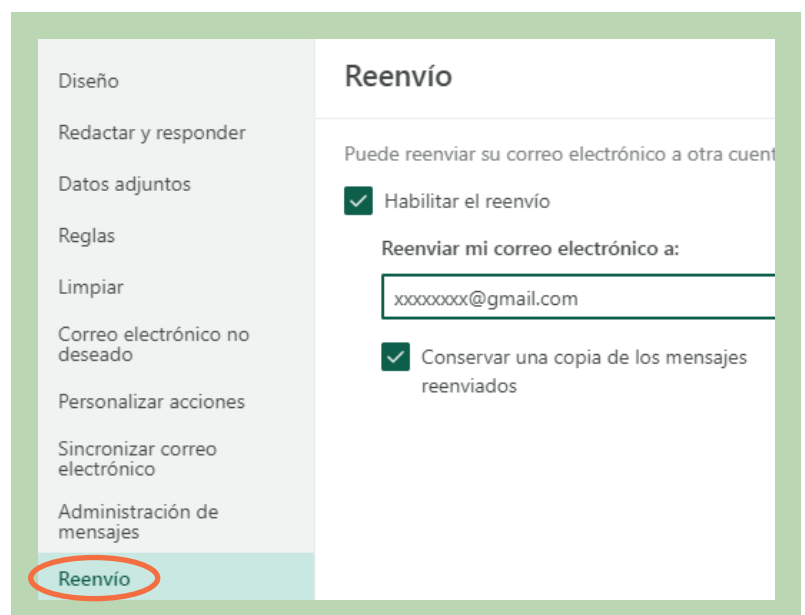 Diseño
Redactar y responder
Datos adjuntos
Reglas
Limpiar
Correo electrónico no
deseado
Personalizar acciones
Sincronizar correo
electrónico
Administración de
mensajes
Reenvío
Reenvío
Puede reenviar su correo electrónico a otra cuent
Habilitar el reenvío
Reenviar mi correo electrónico a:
xxxxxxxx@gmail.com
Conservar una copia de los mensajes
reenviados